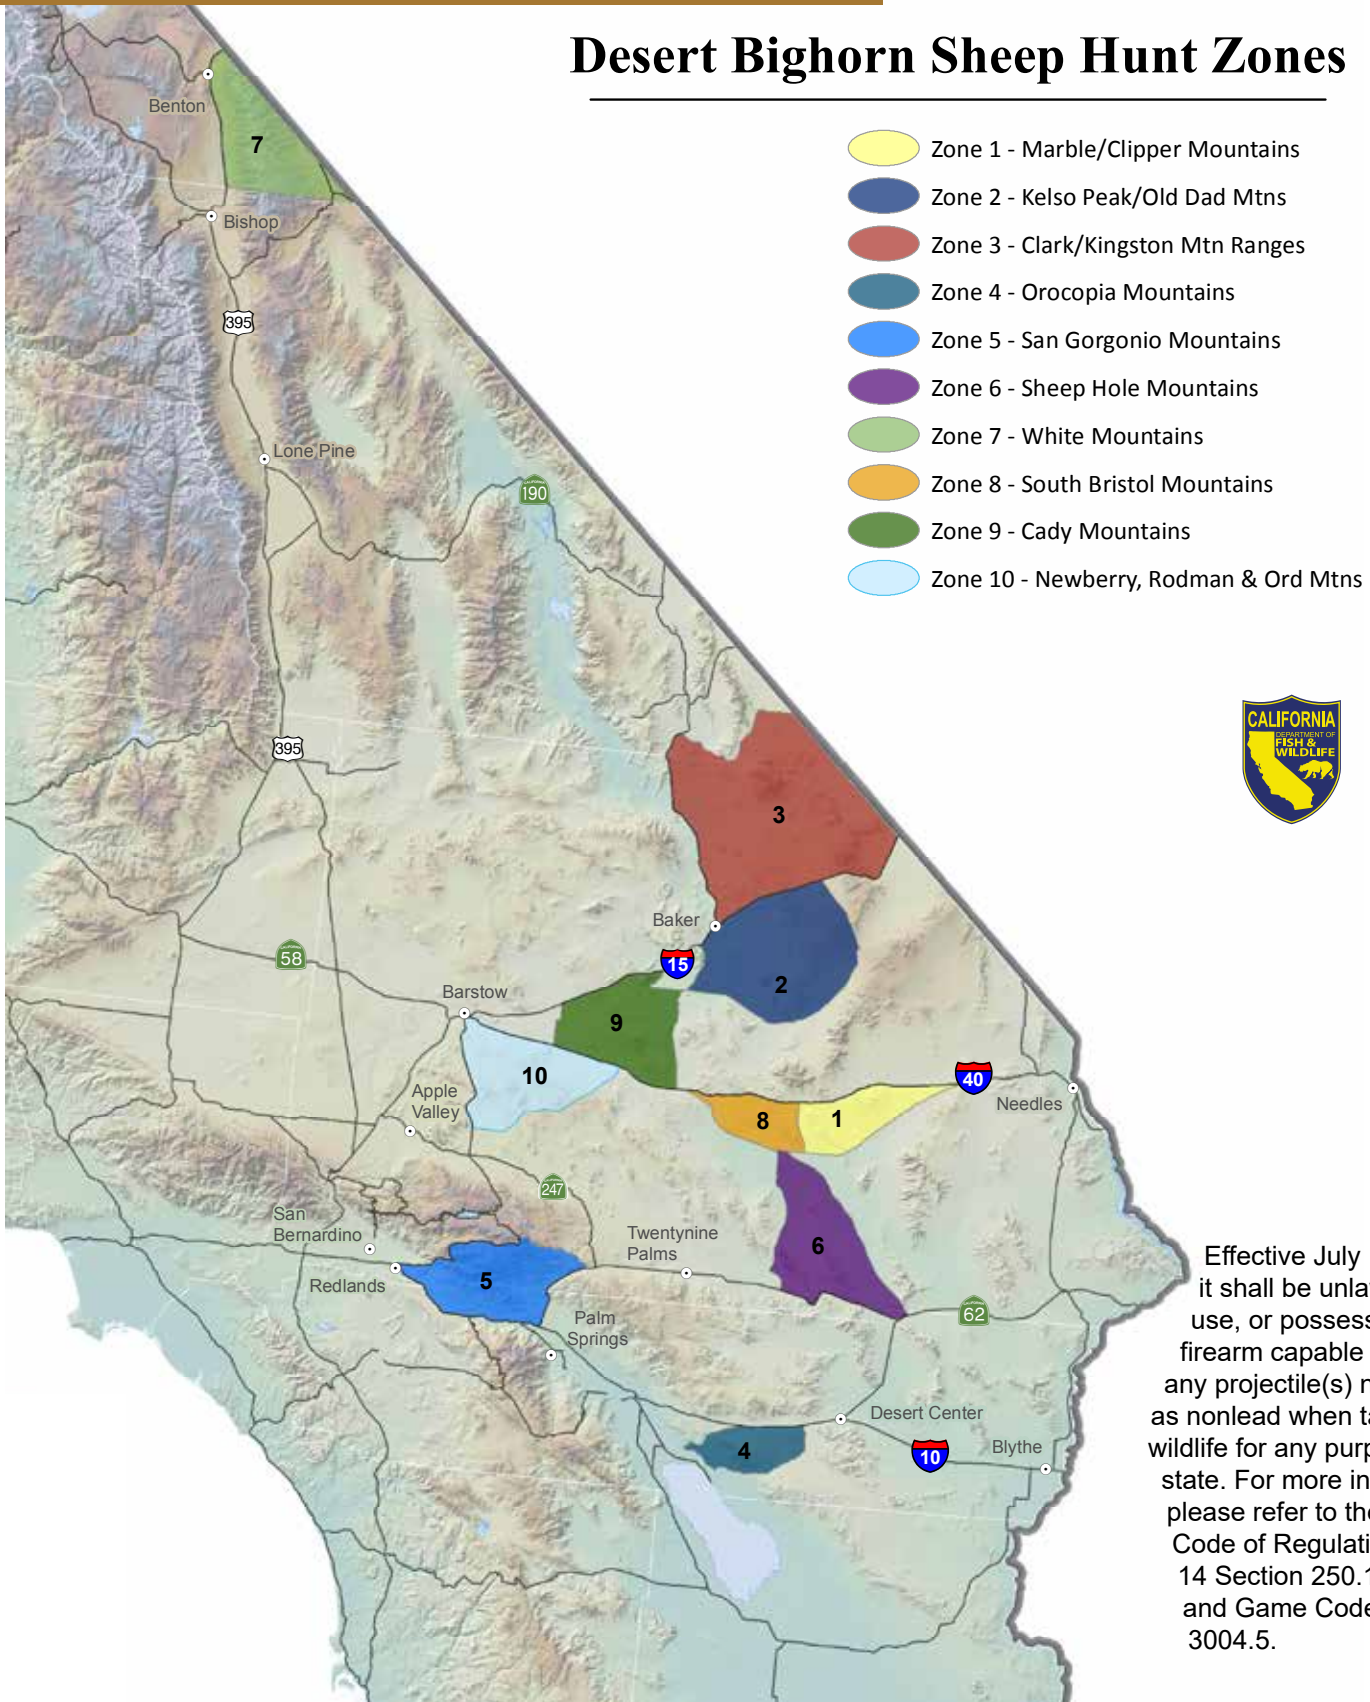 Desert Bighorn Sheep Hunt Zones
Zone 1 - Marble/Clipper Mountains
Zone 2 - Kelso Peak/Old Dad Mtns
Zone 3 - Clark/Kingston Mtn Ranges
Zone 4 - Orocopia Mountains
Zone 5 - San Gorgonio Mountains
Zone 6 - Sheep Hole Mountains
Zone 7 - White Mountains
Zone 8 - South Bristol Mountains
Zone 9 - Cady Mountains
Zone 10 - Newberry, Rodman & Ord Mtns
CALIFORNIA
DEPARTMENT OF
FISH &
WILDLIFE
Benton
7
Bishop
395
Lone Pine
CALIFORNIA
190
395
3
Baker
CALIFORNIA
58
15
2
Barstow
9
10
Apple
Valley
40
Needles
8
1
CALIFORNIA
247
San
Bernardino
Twentynine
Palms
6
Redlands
5
Palm
Springs
CALIFORNIA
62
Desert Center
4
10
Blythe
Effective July
it shall be
use, or possess
firearm capable
any projectile(s)
as nonlead when
wildlife for any
state. For more
please refer to
Code of
14 Section
and Game Code
3004.5.